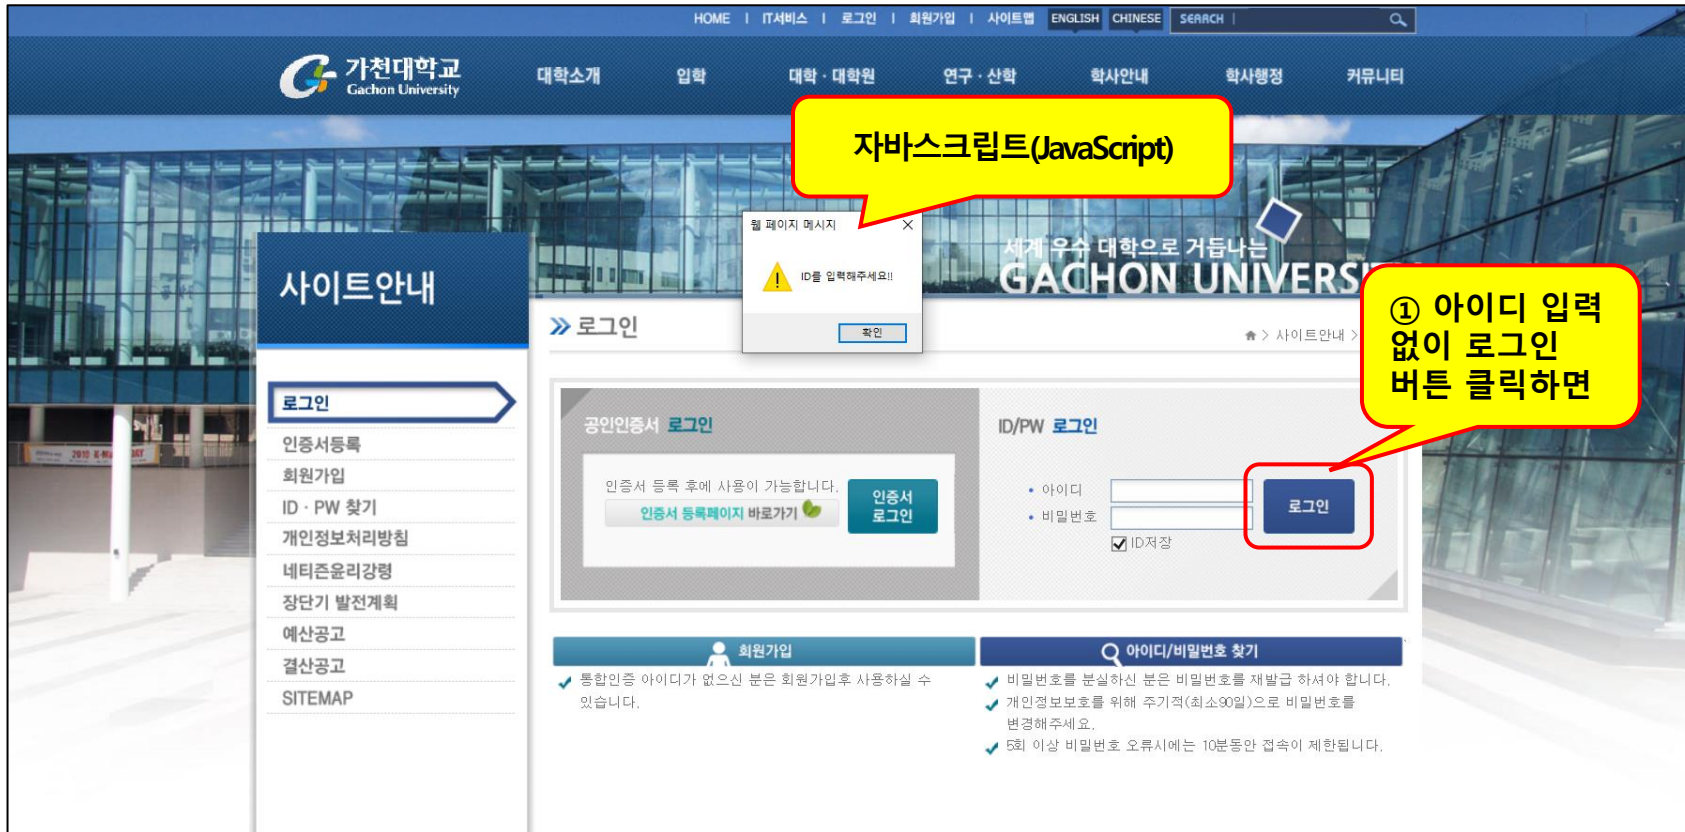 HOME | IT서비스 | 로그인 | 회원가입 | 사이트맵 ENGLISH CHINESE SEARCH |
가천대학교
Gachon University
대학소개 입학 대학 · 대학원 연구 · 산학 학사안내 학사행정 커뮤니티
자바스크립트(JavaScript)
웹 페이지 메시지
ID를 입력해주세요!!
확인
세계 우수 대학으로 거듭나는
GACHON UNIVERSI
① 아이디 입력
없이 로그인
버튼 클릭하면
사이트안내
로그인
> 사이트안내 >
로그인
인증서등록
회원가입
ID · PW 찾기
개인정보처리방침
네티즌윤리강령
장단기 발전계획
예산공고
결산공고
SITEMAP
공인인증서 로그인
인증서 등록 후에 사용이 가능합니다.
인증서 등록페이지 바로가기
인증서
로그인
ID/PW 로그인
• 아이디
• 비밀번호
로그인
ID저장
회원가입
통합인증 아이디가 없으신 분은 회원가입후 사용하실 수
있습니다.
아이디/비밀번호 찾기
비밀번호를 분실하신 분은 비밀번호를 재발급 하셔야 합니다.
개인정보보호를 위해 주기적(최소90일)으로 비밀번호를
변경해주세요.
5회 이상 비밀번호 오류시에는 10분동안 접속이 제한됩니다.